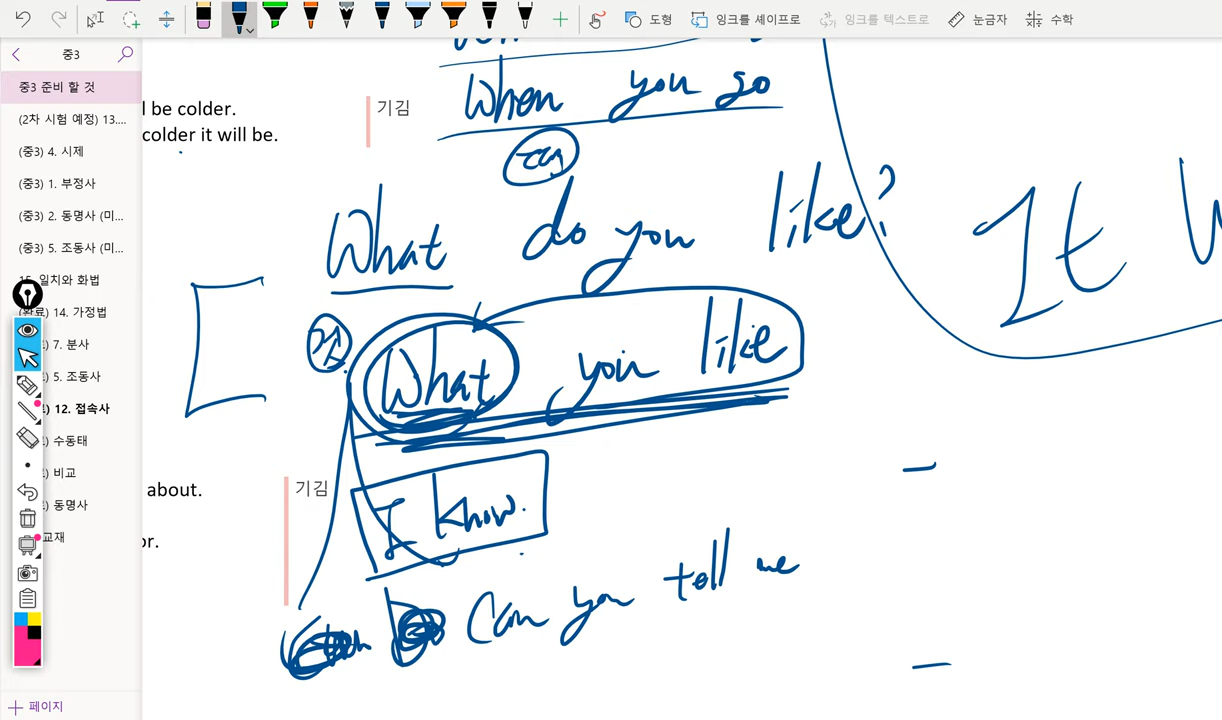 도형
잉크를 셰이프로
잉크를 텍스트로
눈금자
수학
중3
중3 준비 할 것
(2차 시험 예정) 13....
(중3) 4. 시제
(중3) 1. 부정사
(중3) 2. 동명사 (미...
(중3) 5. 조동사 (미...
일치와 화법
14. 가정법
7. 분사
5. 조동사
) 12. 접속사
) 수동태
) 비교
) 동명사
교재
페이지
l be colder.
colder it will be.
기김
When you go
What do you like?
It W
What you like
about.
기김
or.
I know.
Can you tell me